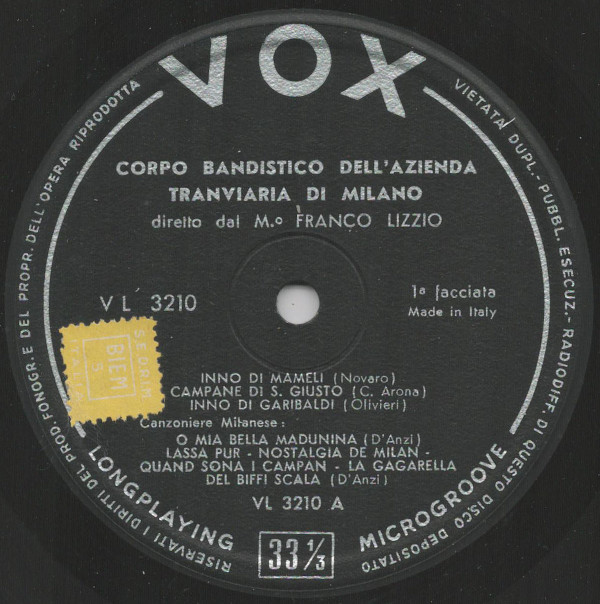 VOX
CORPO BANDISTICO DELL'AZIENDA
TRANVIARIA DI MILANO
diretto dal M.o FRANCO LIZZIO
VL 3210
1ª facciata
Made in Italy
SEDRIM
BIEM
ITALIA
INNO DI MAMELI (Novaro)
CAMPANE DI S. GIUSTO (C. Arona)
INNO DI GARIBALDI (Olivieri)
Canzoniere Milanese:
O MIA BELLA MADUNINA (D'Anzi)
LASSA PUR - NOSTALGIA DE MILAN -
QUAND SONA I CAMPAN - LA GAGARELLA
DEL BIFFI SCALA (D'Anzi)
VL 3210 A
LONGPLAYING
33 1/3
MICROGROOVE
RISERVATI I DIRITTI DEL PROD. FONOGR. E DEL PROPR. DELL'OPERA RIPRODOTTA
VIETATA DUPL. - PUBBL. ESECUZ. - RADIODIFF. DI QUESTO DISCO DEPOSITATO